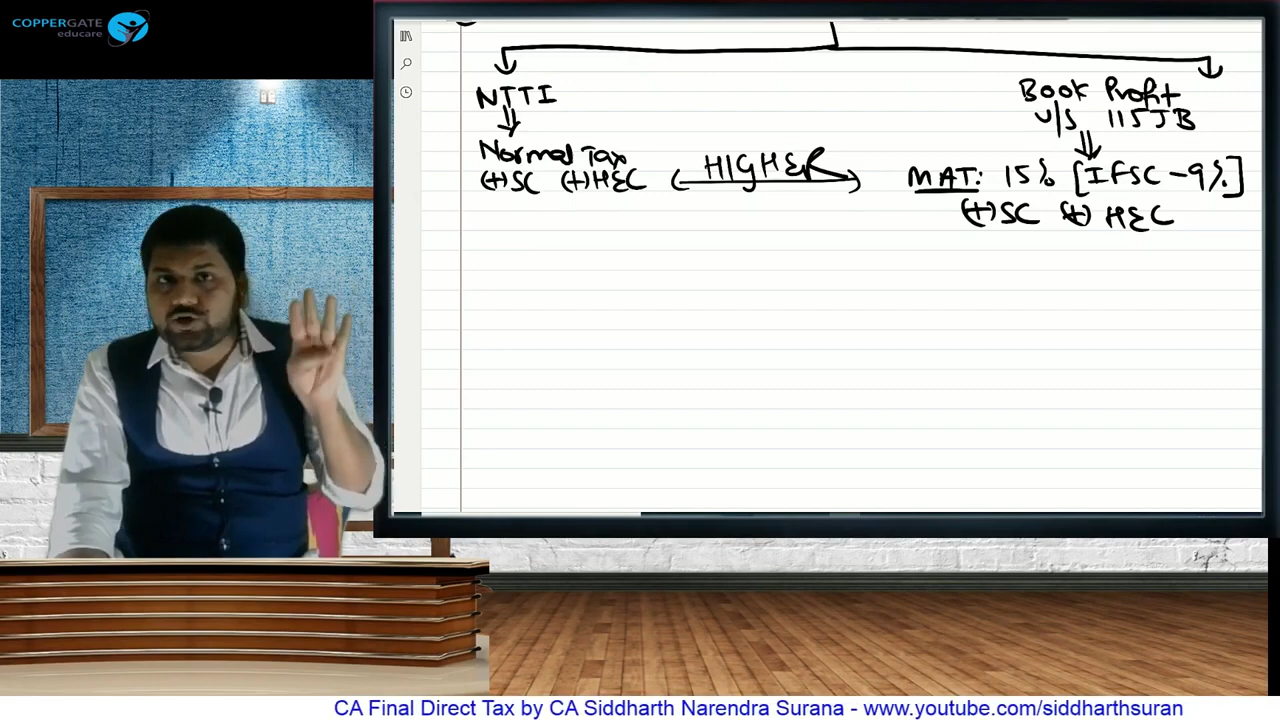 COPPERGATE
educare
NTTI
Normal Tax
(+) SC (+) HEC
HIGHER
Book Profit
u/s 115JB
MAT: 15% [IFSC - 9%]
(+) SC (+) HEC
CA Final Direct Tax by CA Siddharth Narendra Surana - www.youtube.com/siddharthsuran